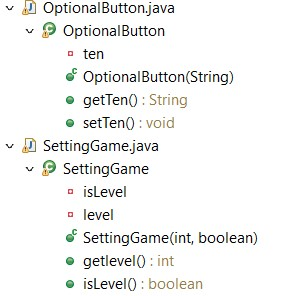 OptionalButton.java
OptionalButton
ten
OptionalButton(String)
getTen() : String
setTen() : void
SettingGame.java
SettingGame
isLevel
level
SettingGame(int, boolean)
getlevel() : int
isLevel() : boolean